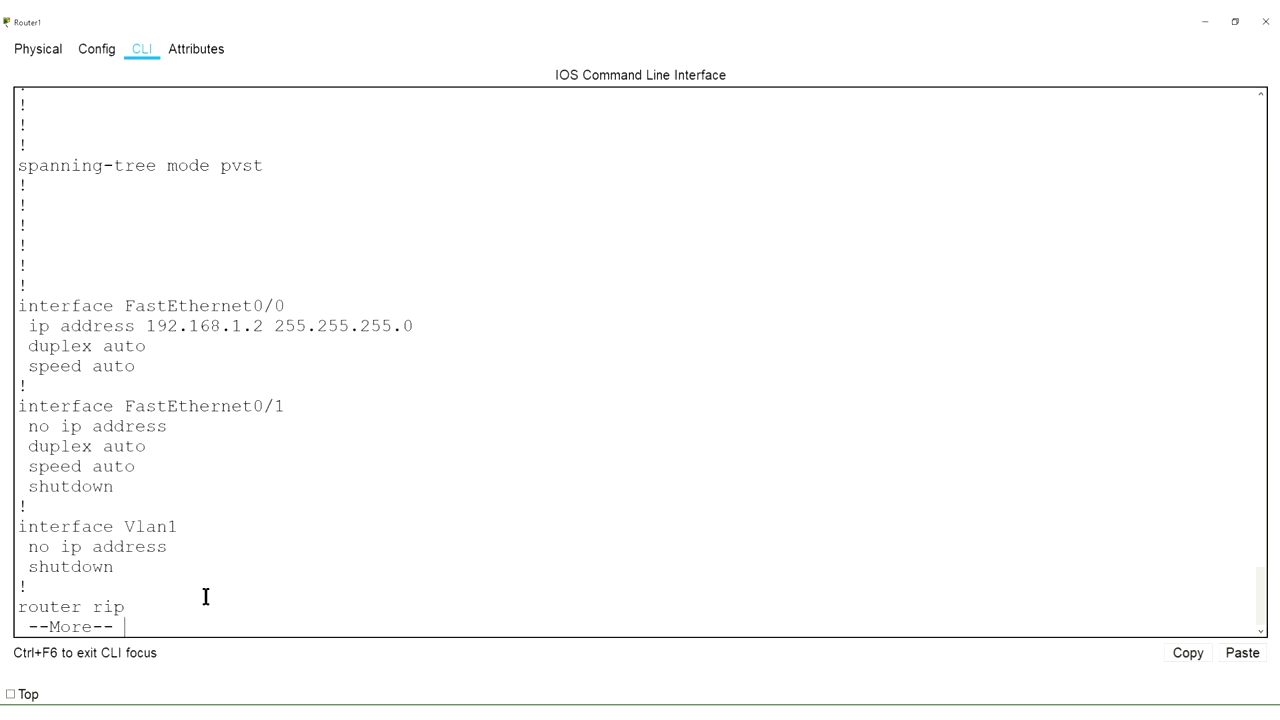 Router1
Physical Config CLI Attributes
IOS Command Line Interface
!
!
!
!
spanning-tree mode pvst
!
!
!
!
!
!
interface FastEthernet0/0
 ip address 192.168.1.2 255.255.255.0
 duplex auto
 speed auto
!
interface FastEthernet0/1
 no ip address
 duplex auto
 speed auto
 shutdown
!
interface Vlan1
 no ip address
 shutdown
!
router rip
 --More--
Ctrl+F6 to exit CLI focus
Copy Paste
Top